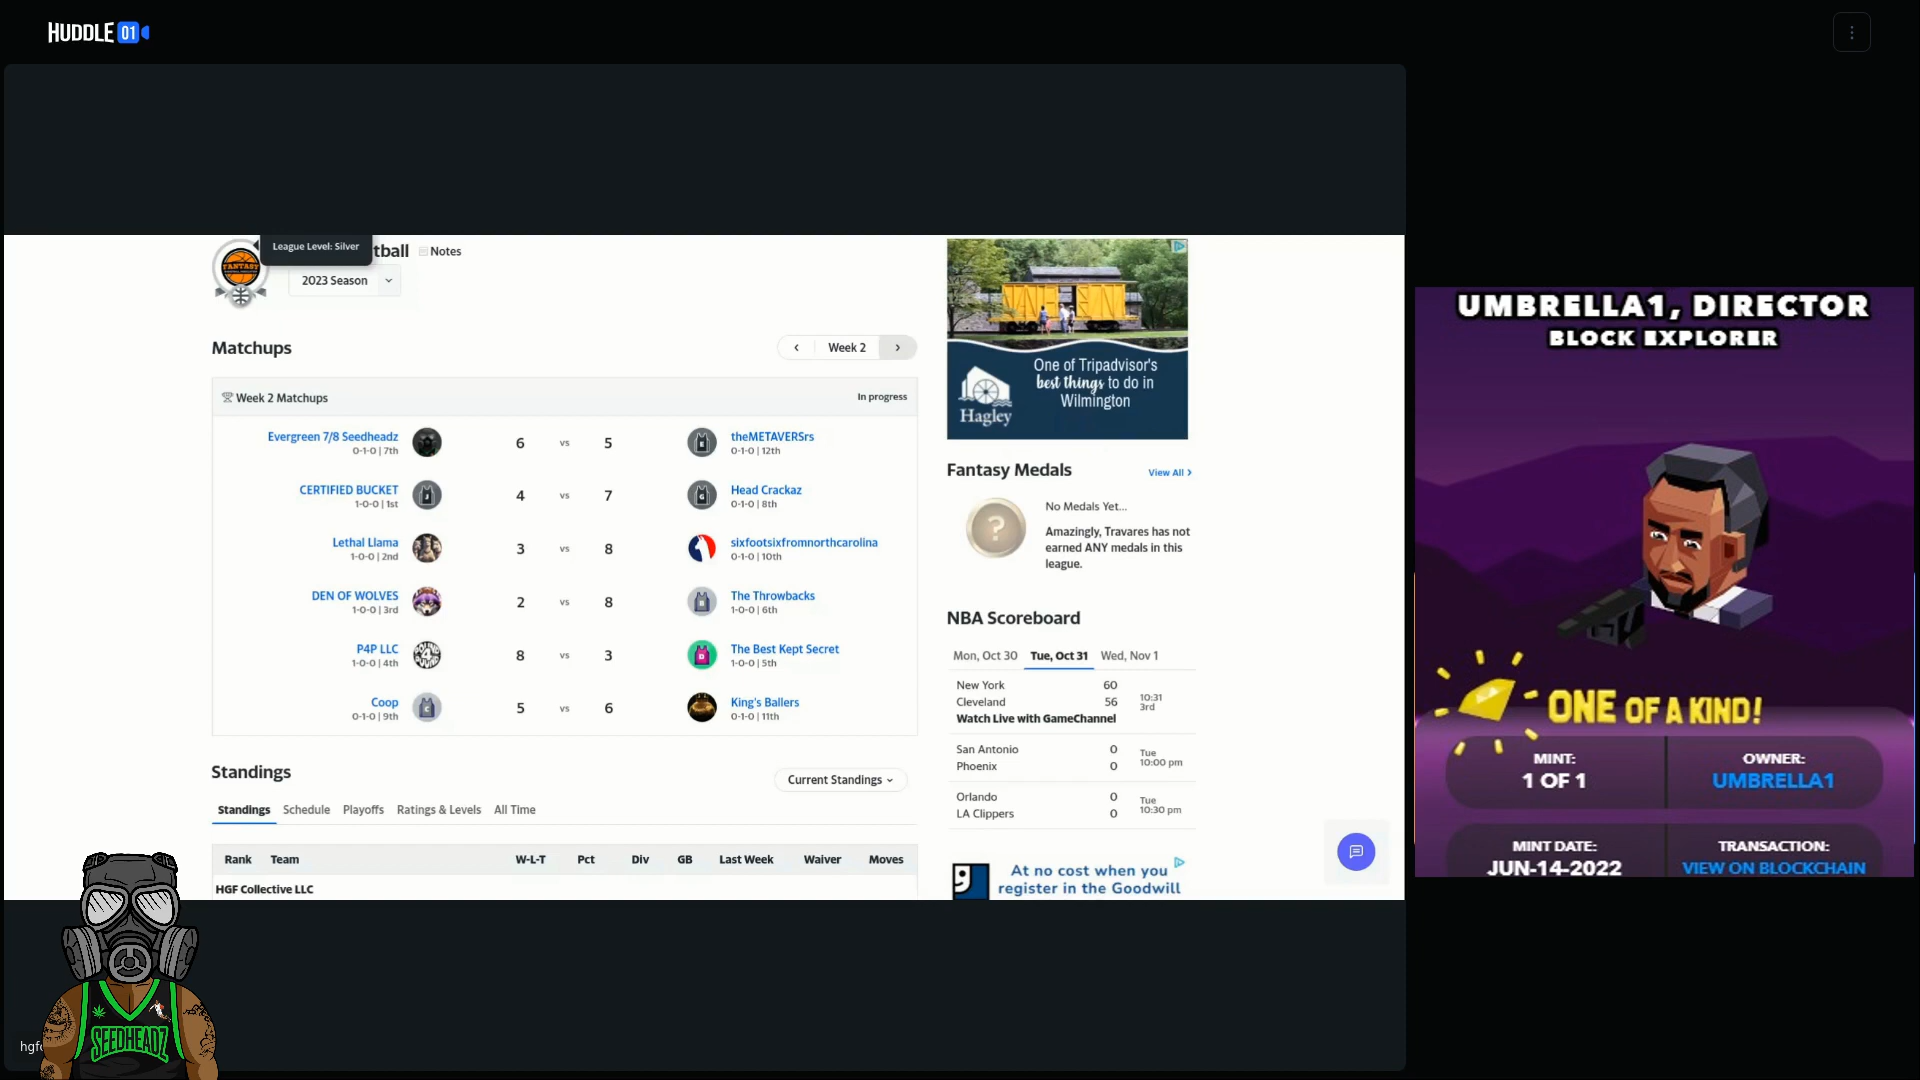 HUDDLE 01
League Level: Silver
tball
Notes
2023 Season
Matchups
Week 2
Week 2 Matchups
In progress
Evergreen 7/8 Seedheadz
0-1-0 | 7th
6 vs 5
theMETAVERSrs
0-1-0 | 12th
CERTIFIED BUCKET
1-0-0 | 1st
4 vs 7
Head Crackaz
0-1-0 | 8th
Lethal Llama
1-0-0 | 2nd
3 vs 8
sixfootsixfromnorthcarolina
0-1-0 | 10th
DEN OF WOLVES
1-0-0 | 3rd
2 vs 8
The Throwbacks
1-0-0 | 6th
P4P LLC
1-0-0 | 4th
8 vs 3
The Best Kept Secret
1-0-0 | 5th
Coop
0-1-0 | 9th
5 vs 6
King's Ballers
0-1-0 | 11th
Standings
Current Standings
Standings Schedule Playoffs Ratings & Levels All Time
Rank Team W-L-T Pct Div GB Last Week Waiver Moves
HGF Collective LLC
One of Tripadvisor's
best things to do in
Wilmington
Hagley
Fantasy Medals
View All
?
No Medals Yet...
Amazingly, Travares has not
earned ANY medals in this
league.
NBA Scoreboard
Mon, Oct 30 Tue, Oct 31 Wed, Nov 1
New York 60
Cleveland 56
10:31
3rd
Watch Live with GameChannel
San Antonio 0
Phoenix 0
Tue
10:00 pm
Orlando 0
LA Clippers 0
Tue
10:30 pm
At no cost when you
register in the Goodwill
UMBRELLA1, DIRECTOR
BLOCK EXPLORER
ONE OF A KIND!
MINT:
1 OF 1
OWNER:
UMBRELLA1
MINT DATE:
JUN-14-2022
TRANSACTION:
VIEW ON BLOCKCHAIN
SEEDHEADZ